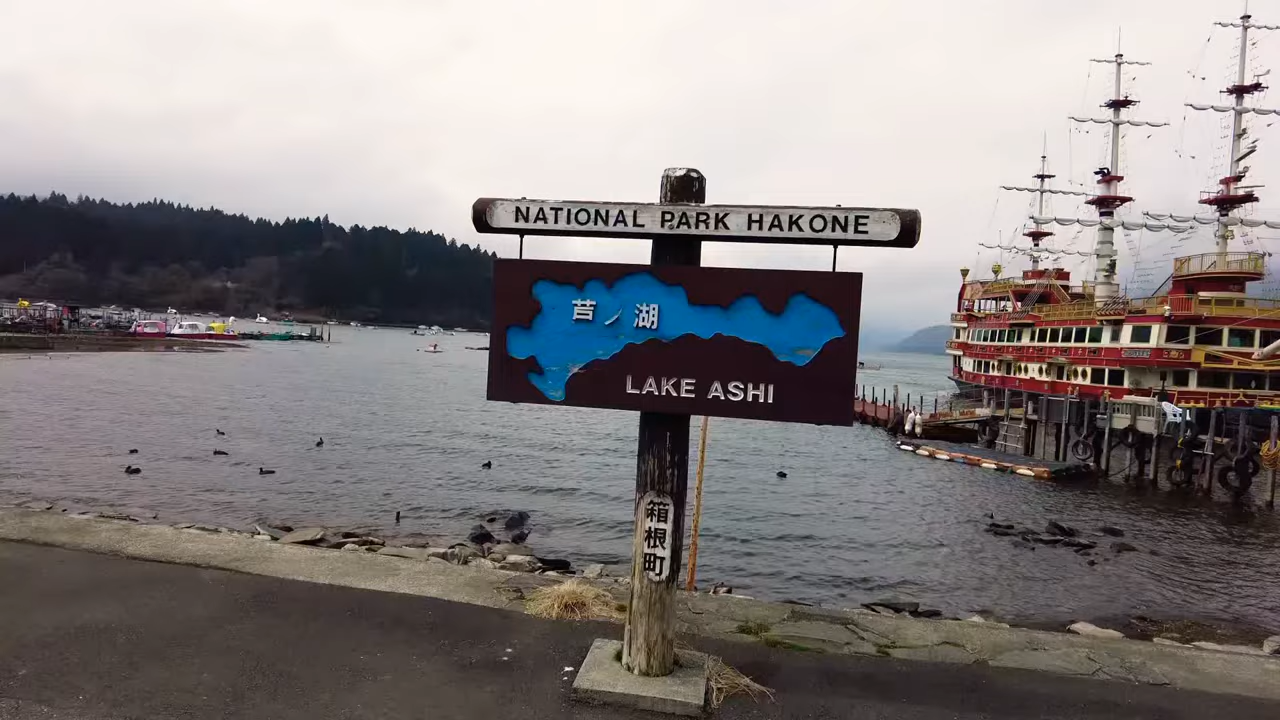 NATIONAL PARK HAKONE
芦ノ湖
LAKE ASHI
箱根町